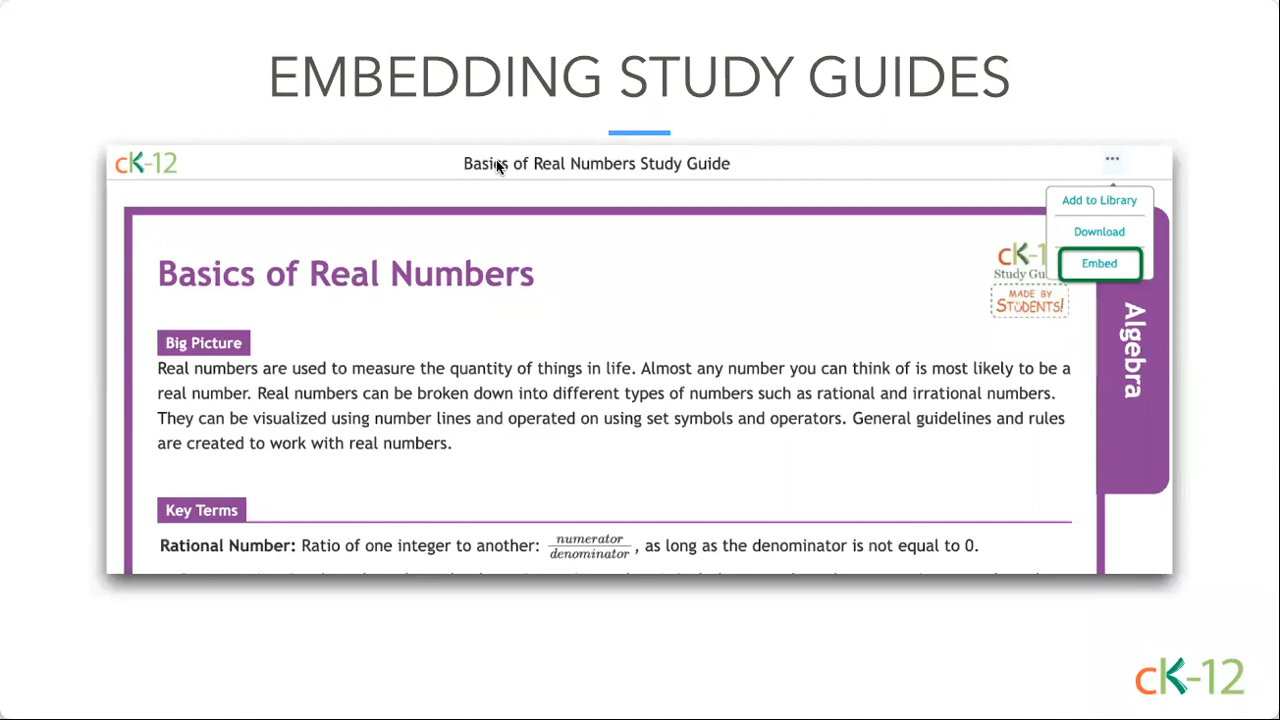 EMBEDDING STUDY GUIDES
cK-12
Basics of Real Numbers Study Guide
...
Add to Library
Download
Embed
Basics of Real Numbers
cK-1
Study Gu
MADE BY
STUDENTS!
Algebra
Big Picture
Real numbers are used to measure the quantity of things in life. Almost any number you can think of is most likely to be a
real number. Real numbers can be broken down into different types of numbers such as rational and irrational numbers.
They can be visualized using number lines and operated on using set symbols and operators. General guidelines and rules
are created to work with real numbers.
Key Terms
Rational Number: Ratio of one integer to another: numerator/denominator, as long as the denominator is not equal to 0.
cK-12